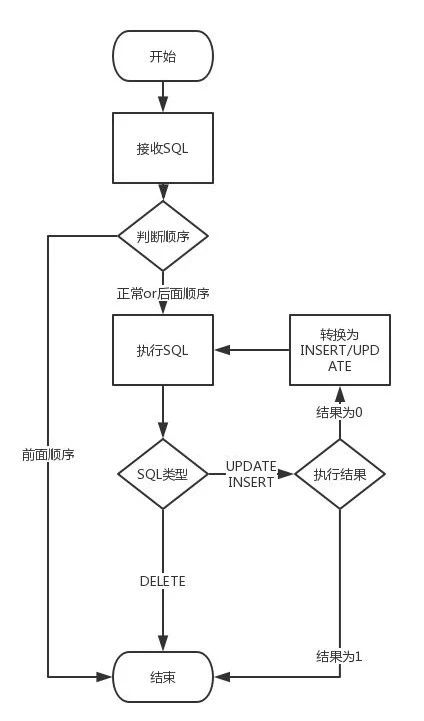 开始
接收SQL
判断顺序
正常or后面顺序
执行SQL
转换为
INSERT/UPD
ATE
结果为0
前面顺序
SQL类型
UPDATE
INSERT
执行结果
DELETE
结果为1
结束